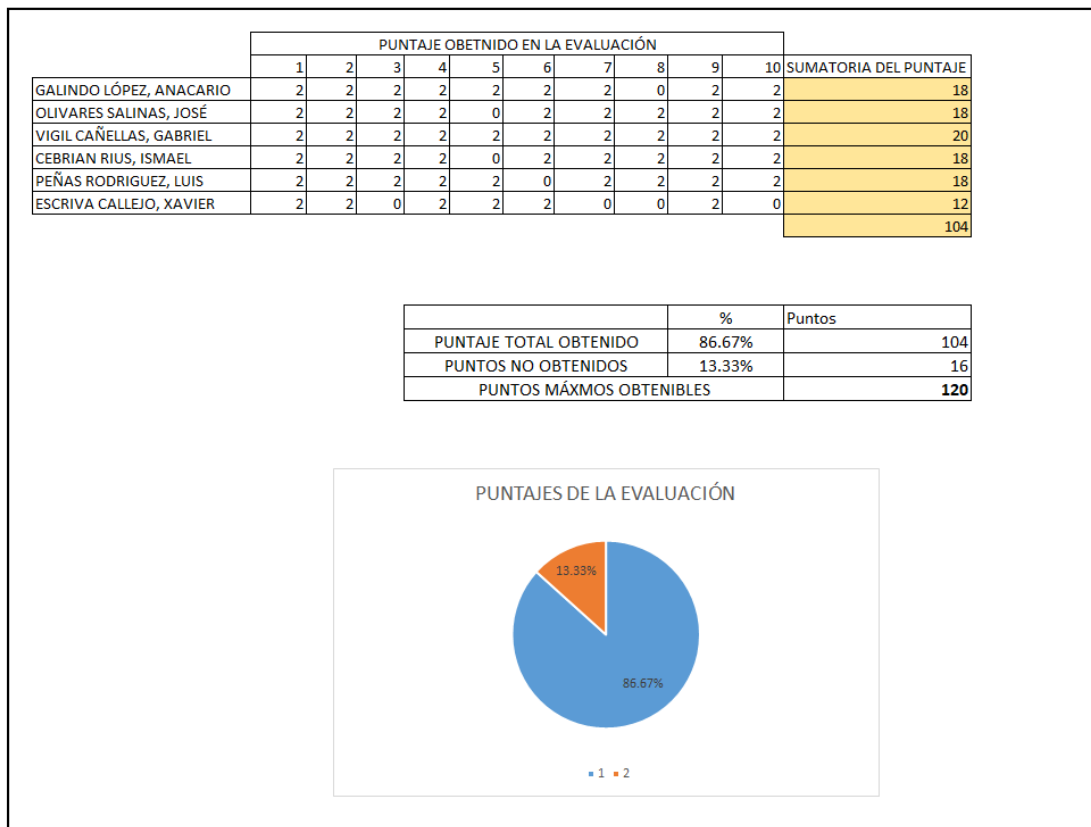 PUNTAJE OBETNIDO EN LA EVALUACIÓN
1 2 3 4 5 6 7 8 9 10 SUMATORIA DEL PUNTAJE
GALINDO LÓPEZ, ANACARIO 2 2 2 2 2 2 2 0 2 2 18
OLIVARES SALINAS, JOSÉ 2 2 2 2 0 2 2 2 2 2 18
VIGIL CAÑELLAS, GABRIEL 2 2 2 2 2 2 2 2 2 2 20
CEBRIAN RIUS, ISMAEL 2 2 2 2 0 2 2 2 2 2 18
PEÑAS RODRIGUEZ, LUIS 2 2 2 2 2 0 2 2 2 2 18
ESCRIVA CALLEJO, XAVIER 2 2 0 2 2 2 0 0 2 0 12
104
% Puntos
PUNTAJE TOTAL OBTENIDO 86.67% 104
PUNTOS NO OBTENIDOS 13.33% 16
PUNTOS MÁXMOS OBTENIBLES 120
PUNTAJES DE LA EVALUACIÓN
13.33%
86.67%
1 2